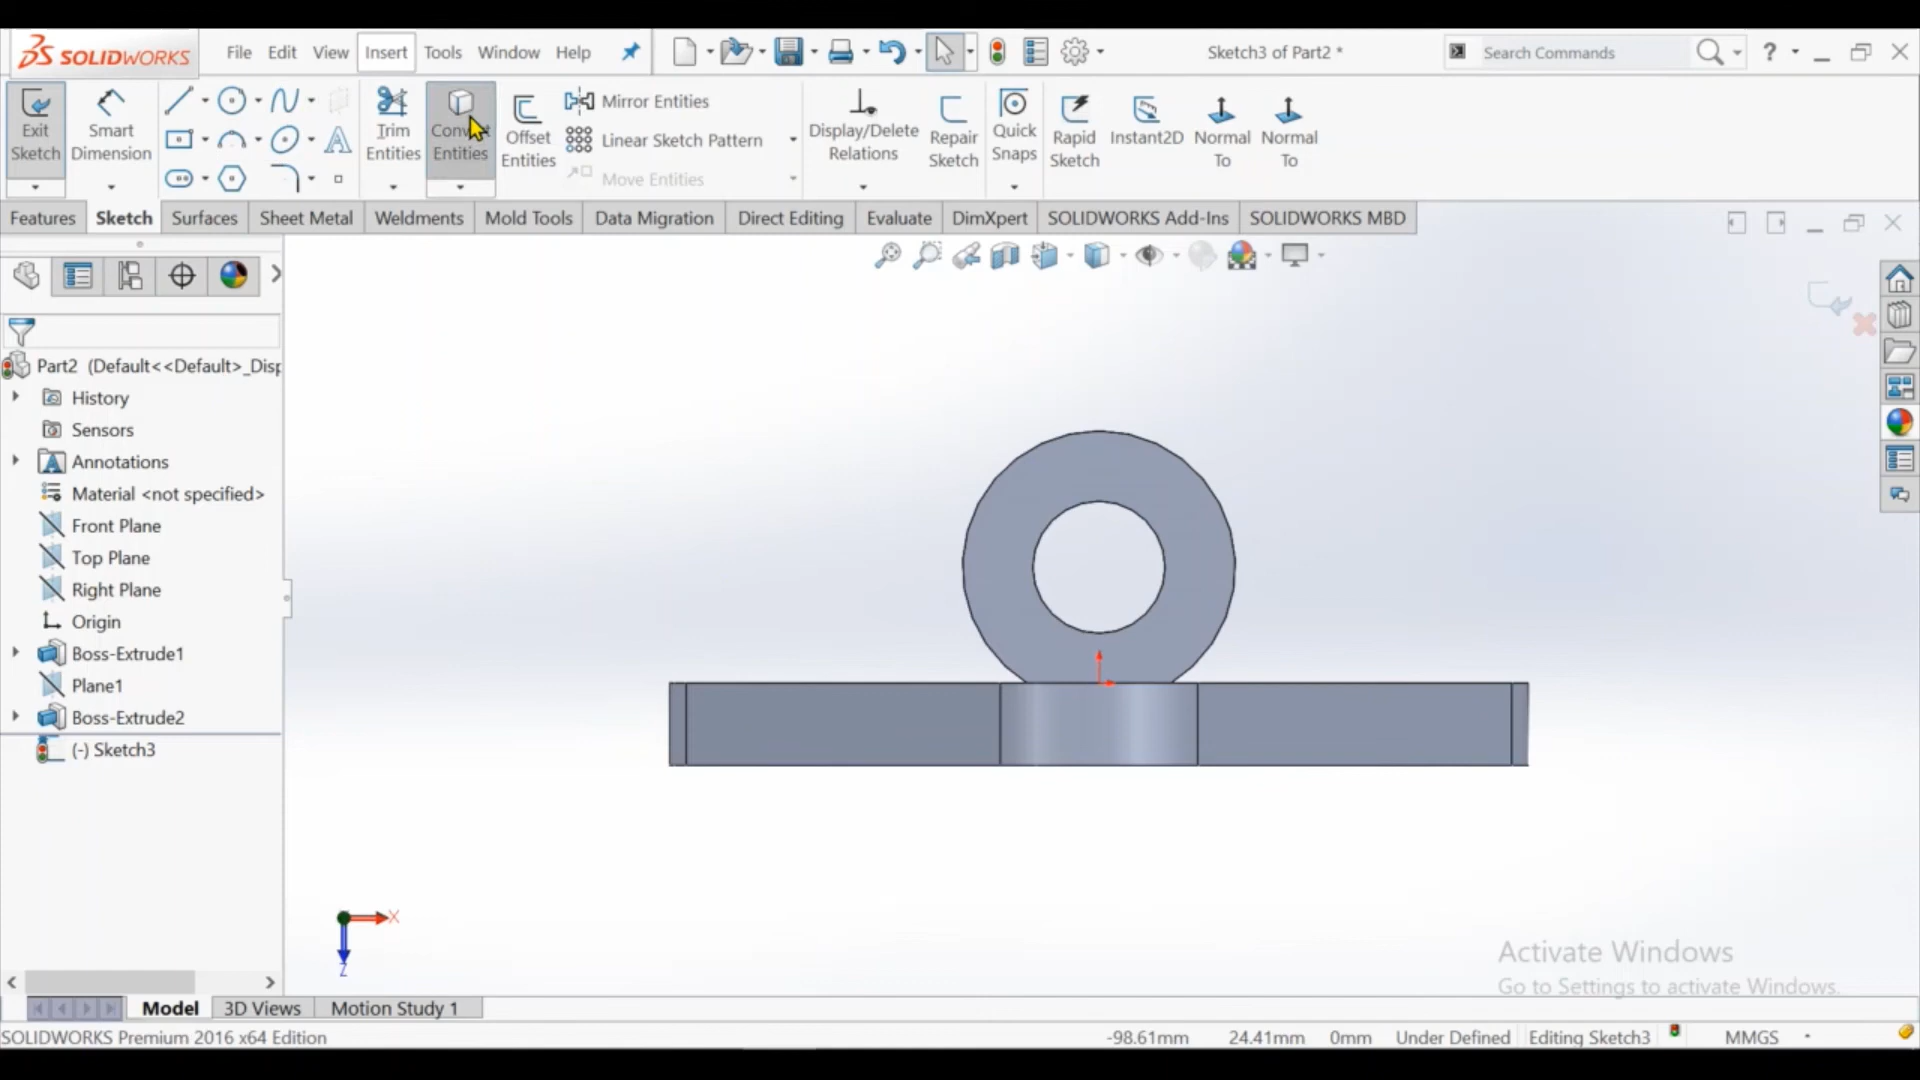 SOLIDWORKS File Edit View Insert Tools Window Help Sketch3 of Part2 * Search Commands ?
Exit Sketch
Smart Dimension
Trim Entities
Entities
Offset Entities
Mirror Entities
Linear Sketch Pattern
Move Entities
Display/Delete Relations
Repair Sketch
Quick Snaps
Rapid Sketch
Instant2D
Normal To
Normal To
Features Sketch Surfaces Sheet Metal Weldments Mold Tools Data Migration Direct Editing Evaluate DimXpert SOLIDWORKS Add-Ins SOLIDWORKS MBD
Part2 (Default<<Default>_Disp
History
Sensors
Annotations
Material <not specified>
Front Plane
Top Plane
Right Plane
Origin
Boss-Extrude1
Plane1
Boss-Extrude2
(-) Sketch3
X
Z
Activate Windows
Go to Settings to activate Windows.
Model 3D Views Motion Study 1
SOLIDWORKS Premium 2016 x64 Edition -98.61mm 24.41mm 0mm Under Defined Editing Sketch3 MMGS